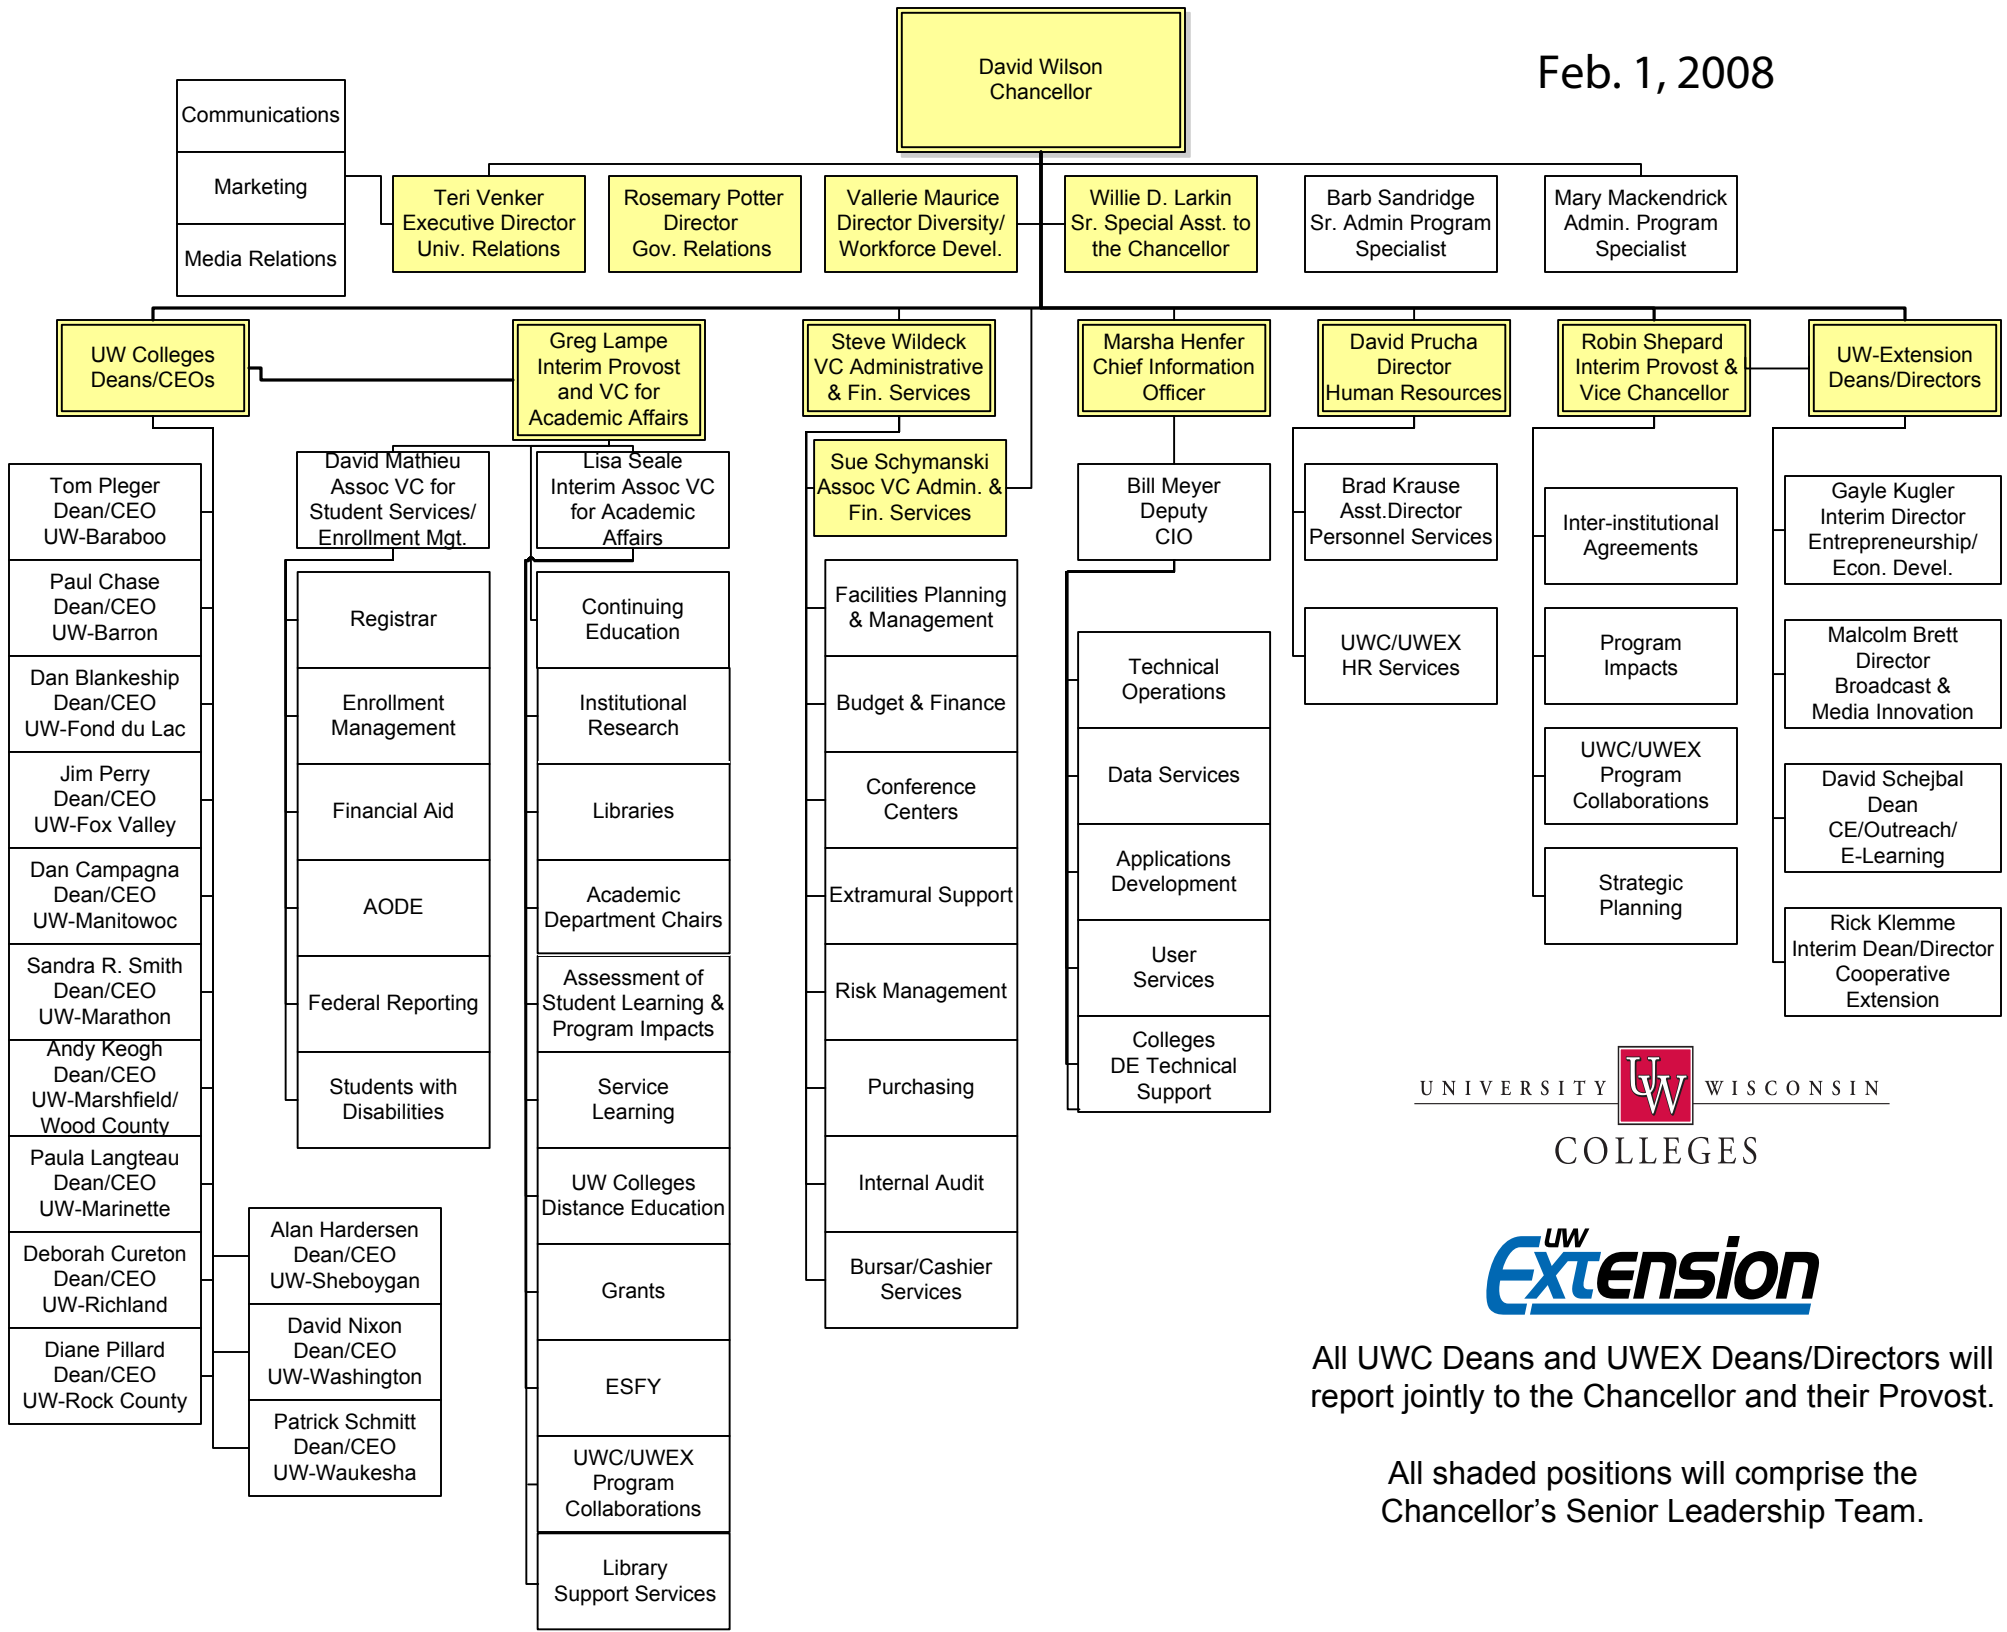 David Wilson
Chancellor
Feb. 1, 2008
Communications
Marketing
Media Relations
Teri Venker
Executive Director
Univ. Relations
Rosemary Potter
Director
Gov. Relations
Vallerie Maurice
Director Diversity/
Workforce Devel.
Willie D. Larkin
Sr. Special Asst. to
the Chancellor
Barb Sandridge
Sr. Admin Program
Specialist
Mary Mackendrick
Admin. Program
Specialist
UW Colleges
Deans/CEOs
Greg Lampe
Interim Provost
and VC for
Academic Affairs
Steve Wildeck
VC Administrative
& Fin. Services
Marsha Henfer
Chief Information
Officer
David Prucha
Director
Human Resources
Robin Shepard
Interim Provost &
Vice Chancellor
UW-Extension
Deans/Directors
Tom Pleger
Dean/CEO
UW-Baraboo
Paul Chase
Dean/CEO
UW-Barron
Dan Blankeship
Dean/CEO
UW-Fond du Lac
Jim Perry
Dean/CEO
UW-Fox Valley
Dan Campagna
Dean/CEO
UW-Manitowoc
Sandra R. Smith
Dean/CEO
UW-Marathon
Andy Keogh
Dean/CEO
UW-Marshfield/
Wood County
Paula Langteau
Dean/CEO
UW-Marinette
Deborah Cureton
Dean/CEO
UW-Richland
Diane Pillard
Dean/CEO
UW-Rock County
Alan Hardersen
Dean/CEO
UW-Sheboygan
David Nixon
Dean/CEO
UW-Washington
Patrick Schmitt
Dean/CEO
UW-Waukesha
David Mathieu
Assoc VC for
Student Services/
Enrollment Mgt.
Registrar
Enrollment
Management
Financial Aid
AODE
Federal Reporting
Students with
Disabilities
Lisa Seale
Interim Assoc VC
for Academic
Affairs
Continuing
Education
Institutional
Research
Libraries
Academic
Department Chairs
Assessment of
Student Learning &
Program Impacts
Service
Learning
UW Colleges
Distance Education
Grants
ESFY
UWC/UWEX
Program
Collaborations
Library
Support Services
Sue Schymanski
Assoc VC Admin. &
Fin. Services
Facilities Planning
& Management
Budget & Finance
Conference
Centers
Extramural Support
Risk Management
Purchasing
Internal Audit
Bursar/Cashier
Services
Bill Meyer
Deputy
CIO
Technical
Operations
Data Services
Applications
Development
User
Services
Colleges
DE Technical
Support
Brad Krause
Asst.Director
Personnel Services
UWC/UWEX
HR Services
Inter-institutional
Agreements
Program
Impacts
UWC/UWEX
Program
Collaborations
Strategic
Planning
Gayle Kugler
Interim Director
Entrepreneurship/
Econ. Devel.
Malcolm Brett
Director
Broadcast &
Media Innovation
David Schejbal
Dean
CE/Outreach/
E-Learning
Rick Klemme
Interim Dean/Director
Cooperative
Extension
UNIVERSITY UW WISCONSIN
COLLEGES
UW
Extension
All UWC Deans and UWEX Deans/Directors will
report jointly to the Chancellor and their Provost.
All shaded positions will comprise the
Chancellor’s Senior Leadership Team.